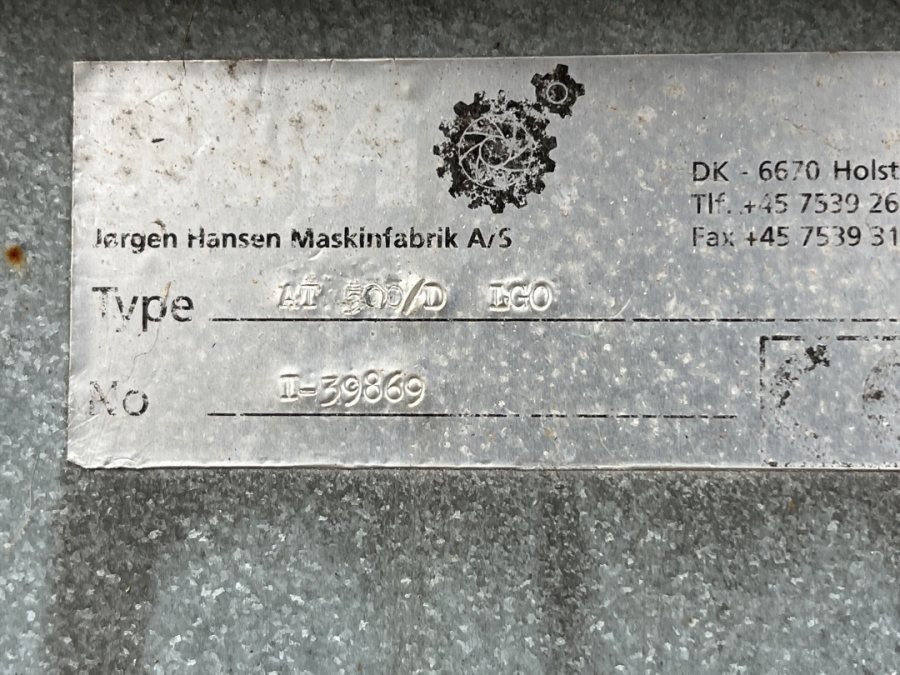 DK - 6670 Holst
Tlf. +45 7539 26
Fax +45 7539 31
Jørgen Hansen Maskinfabrik A/S
Type AT 500/D LGO
No I-39869